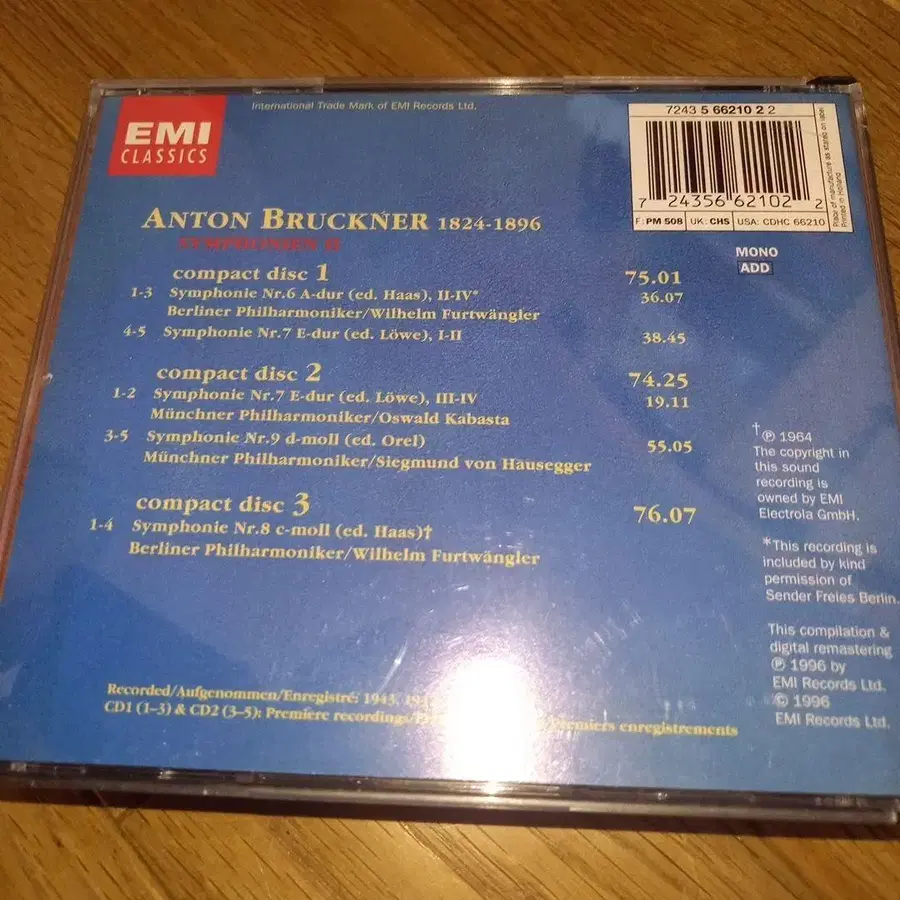 EMI
CLASSICS
International Trade Mark of EMI Records Ltd.
7243 5 66210 2 2
7 24356 62102 2
F: PM 508 UK: CHS USA: CDHC 66210
Place of manufacture as stated on label
Printed in Holland
ANTON BRUCKNER 1824-1896
MONO
ADD
compact disc 1 75.01
1-3 Symphonie Nr.6 A-dur (ed. Haas), II-IV* 36.07
Berliner Philharmoniker/Wilhelm Furtwängler
4-5 Symphonie Nr.7 E-dur (ed. Löwe), I-II 38.45
compact disc 2 74.25
1-2 Symphonie Nr.7 E-dur (ed. Löwe), III-IV 19.11
Münchner Philharmoniker/Oswald Kabasta
3-5 Symphonie Nr.9 d-moll (ed. Orel) 55.05
Münchner Philharmoniker/Siegmund von Hausegger
compact disc 3 76.07
1-4 Symphonie Nr.8 c-moll (ed. Haas)†
Berliner Philharmoniker/Wilhelm Furtwängler
† ℗ 1964
The copyright in
this sound
recording is
owned by EMI
Electrola GmbH.
*This recording is
included by kind
permission of
Sender Freies Berlin.
This compilation &
digital remastering
℗ 1996 by
EMI Records Ltd.
© 1996
EMI Records Ltd.
Recorded/Aufgenommen/Enregistré: 1943,
CD1 (1-3) & CD2 (3-5): Premiere recordings/ enregistrements